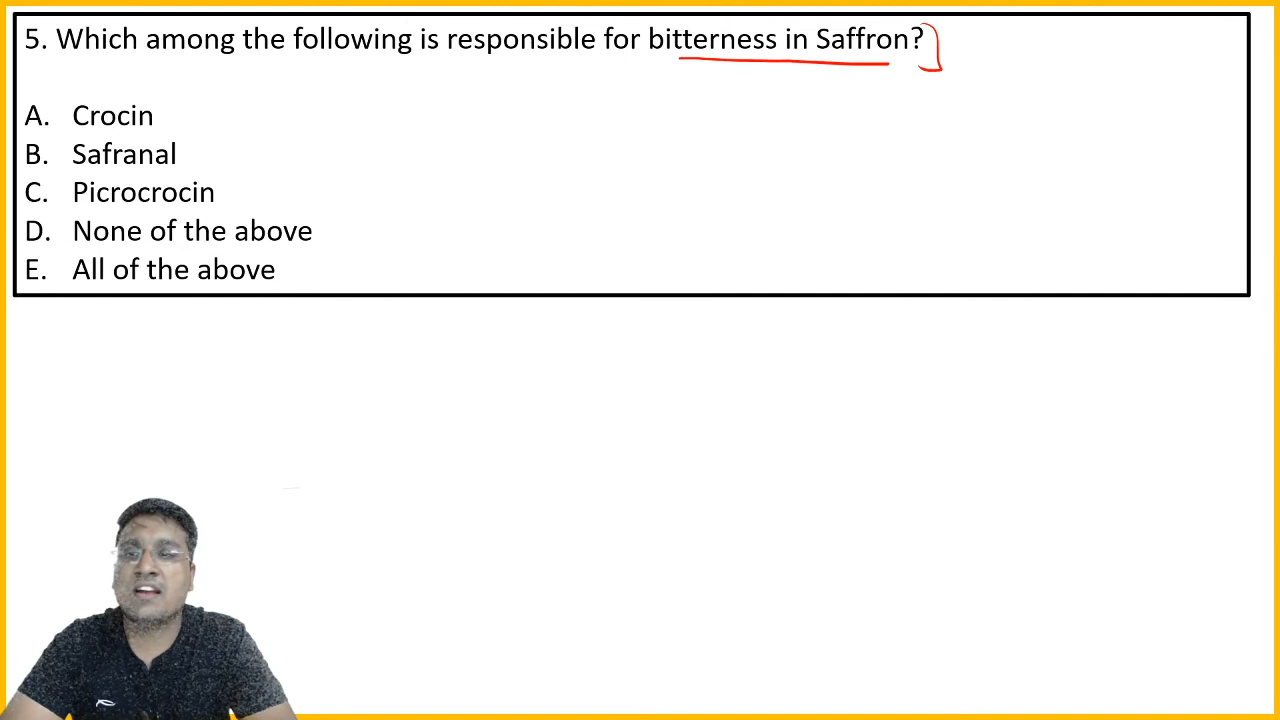 5. Which among the following is responsible for bitterness in Saffron?
A. Crocin
B. Safranal
C. Picrocrocin
D. None of the above
E. All of the above